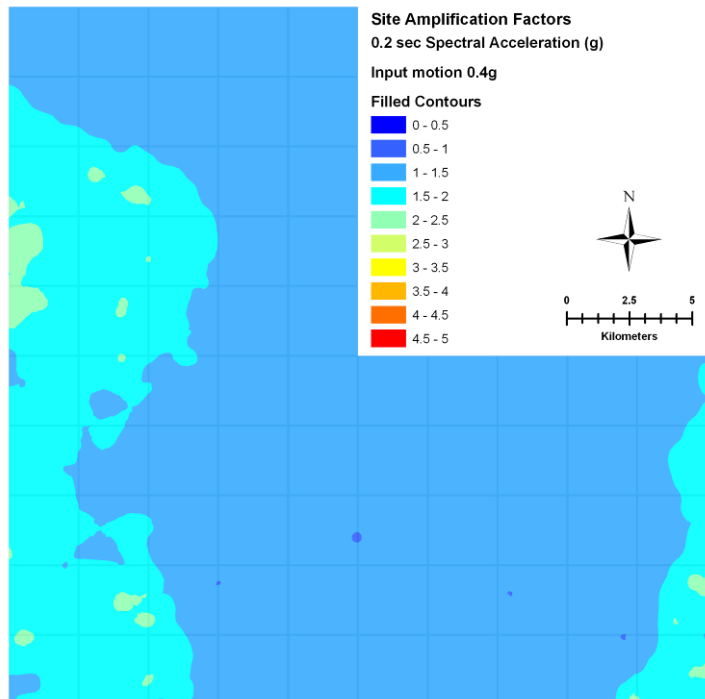 Site Amplification Factors
0.2 sec Spectral Acceleration (g)
Input motion 0.4g
Filled Contours
0 - 0.5
0.5 - 1
1 - 1.5
1.5 - 2
2 - 2.5
2.5 - 3
3 - 3.5
3.5 - 4
4 - 4.5
4.5 - 5
N
0 2.5 5
Kilometers